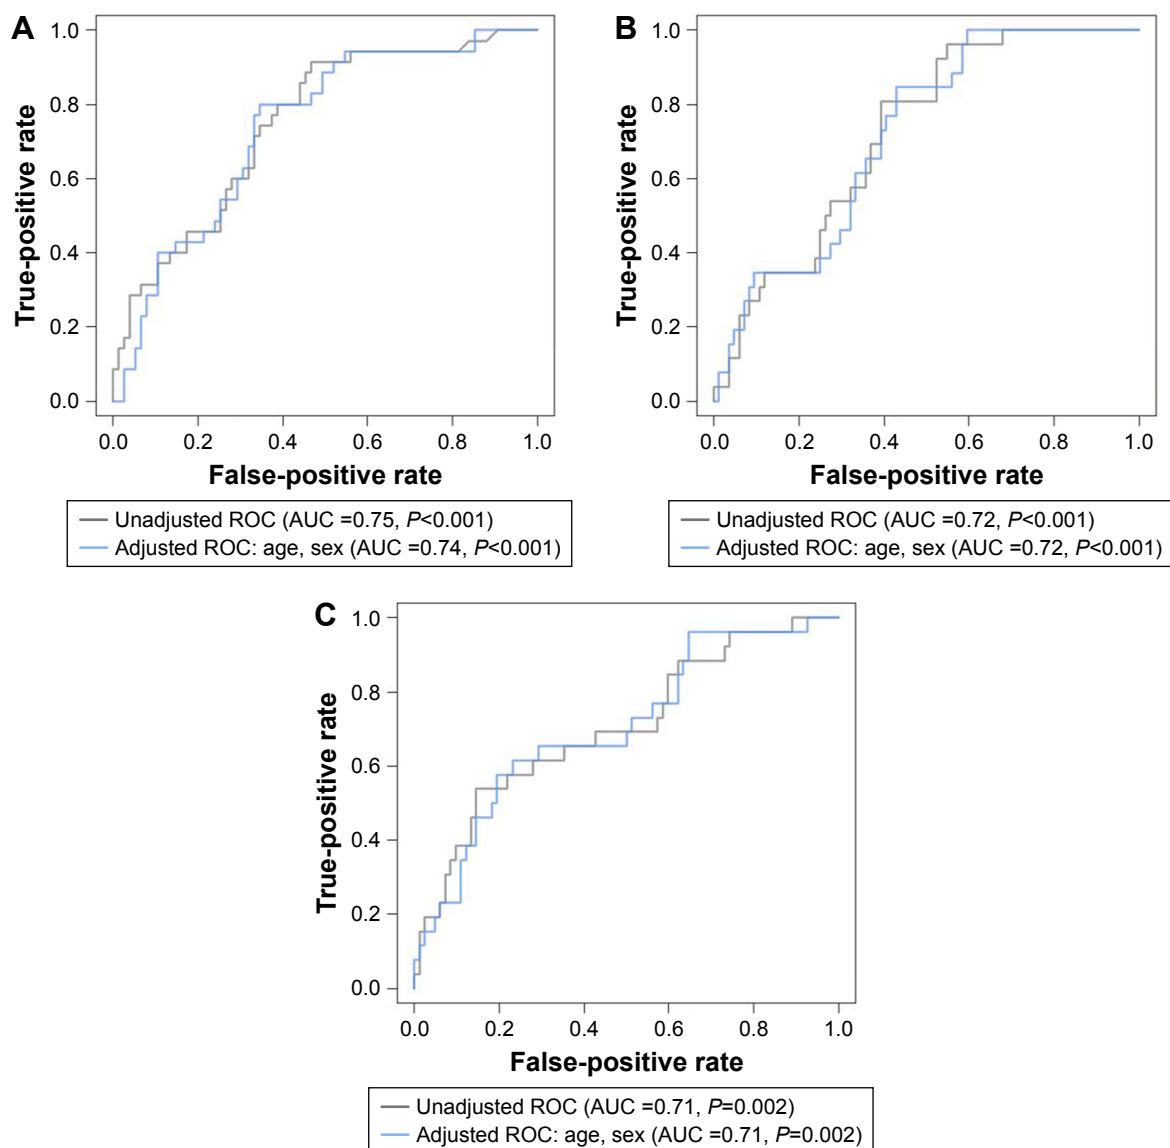 A
True-positive rate
1.0
0.8
0.6
0.4
0.2
0.0
0.0 0.2 0.4 0.6 0.8 1.0
False-positive rate
Unadjusted ROC (AUC =0.75, P<0.001)
Adjusted ROC: age, sex (AUC =0.74, P<0.001)
B
True-positive rate
1.0
0.8
0.6
0.4
0.2
0.0
0.0 0.2 0.4 0.6 0.8 1.0
False-positive rate
Unadjusted ROC (AUC =0.72, P<0.001)
Adjusted ROC: age, sex (AUC =0.72, P<0.001)
C
True-positive rate
1.0
0.8
0.6
0.4
0.2
0.0
0.0 0.2 0.4 0.6 0.8 1.0
False-positive rate
Unadjusted ROC (AUC =0.71, P=0.002)
Adjusted ROC: age, sex (AUC =0.71, P=0.002)